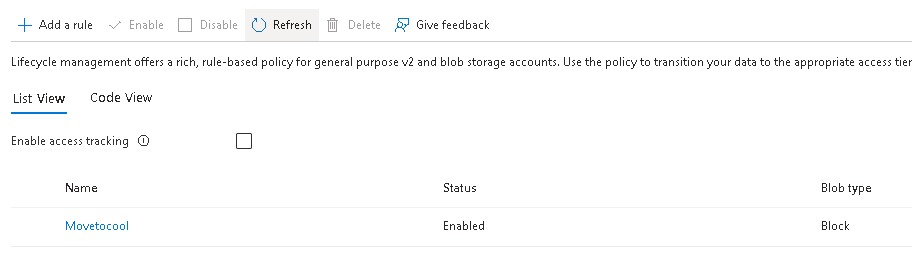 Add a rule Enable Disable Refresh Delete Give feedback
Lifecycle management offers a rich, rule-based policy for general purpose v2 and blob storage accounts. Use the policy to transition your data to the appropriate access tier
List View Code View
Enable access tracking
Name Status Blob type
Movetocool Enabled Block